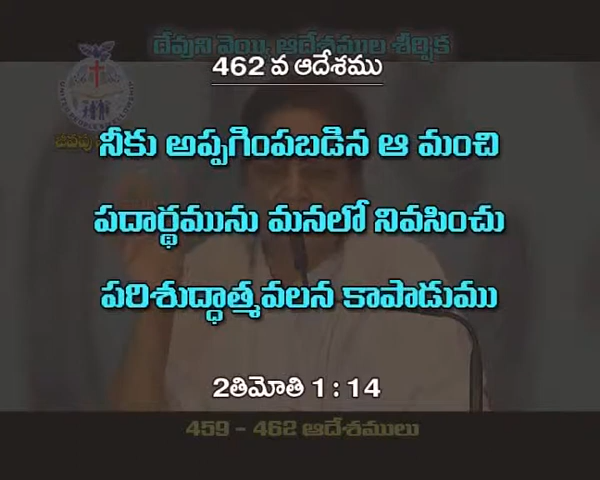 దేవుని వెయ్యి ఆదేశముల శీర్షిక
462 వ ఆదేశము
నీకు అప్పగింపబడిన ఆ మంచి
పదార్థమును మనలో నివసించు
పరిశుద్ధాత్మవలన కాపాడుము
2తిమోతి 1 : 14
459 - 462 ఆదేశములు